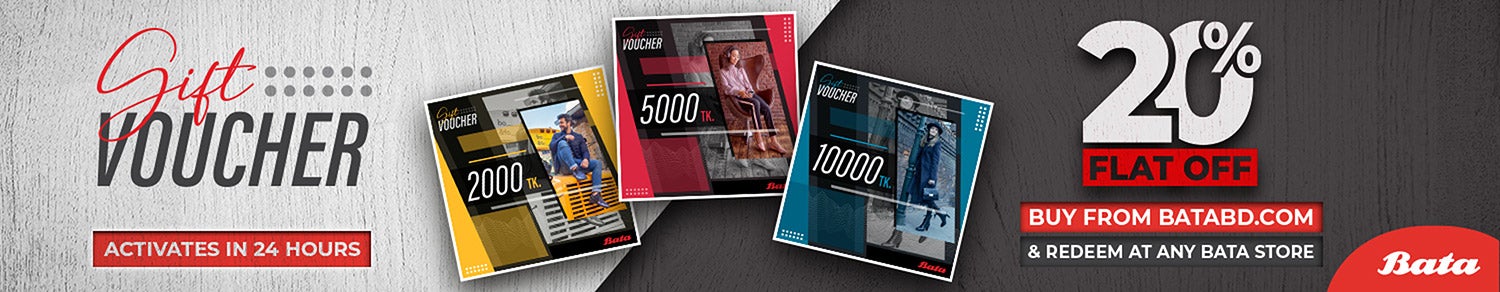 Gift
VOUCHER
ACTIVATES IN 24 HOURS
Gift
VOUCHER
2000 TK.
Bata
Gift
VOUCHER
5000 TK.
Bata
Gift
VOUCHER
10000 TK.
Bata
20%
FLAT OFF
BUY FROM BATABD.COM
& REDEEM AT ANY BATA STORE
Bata